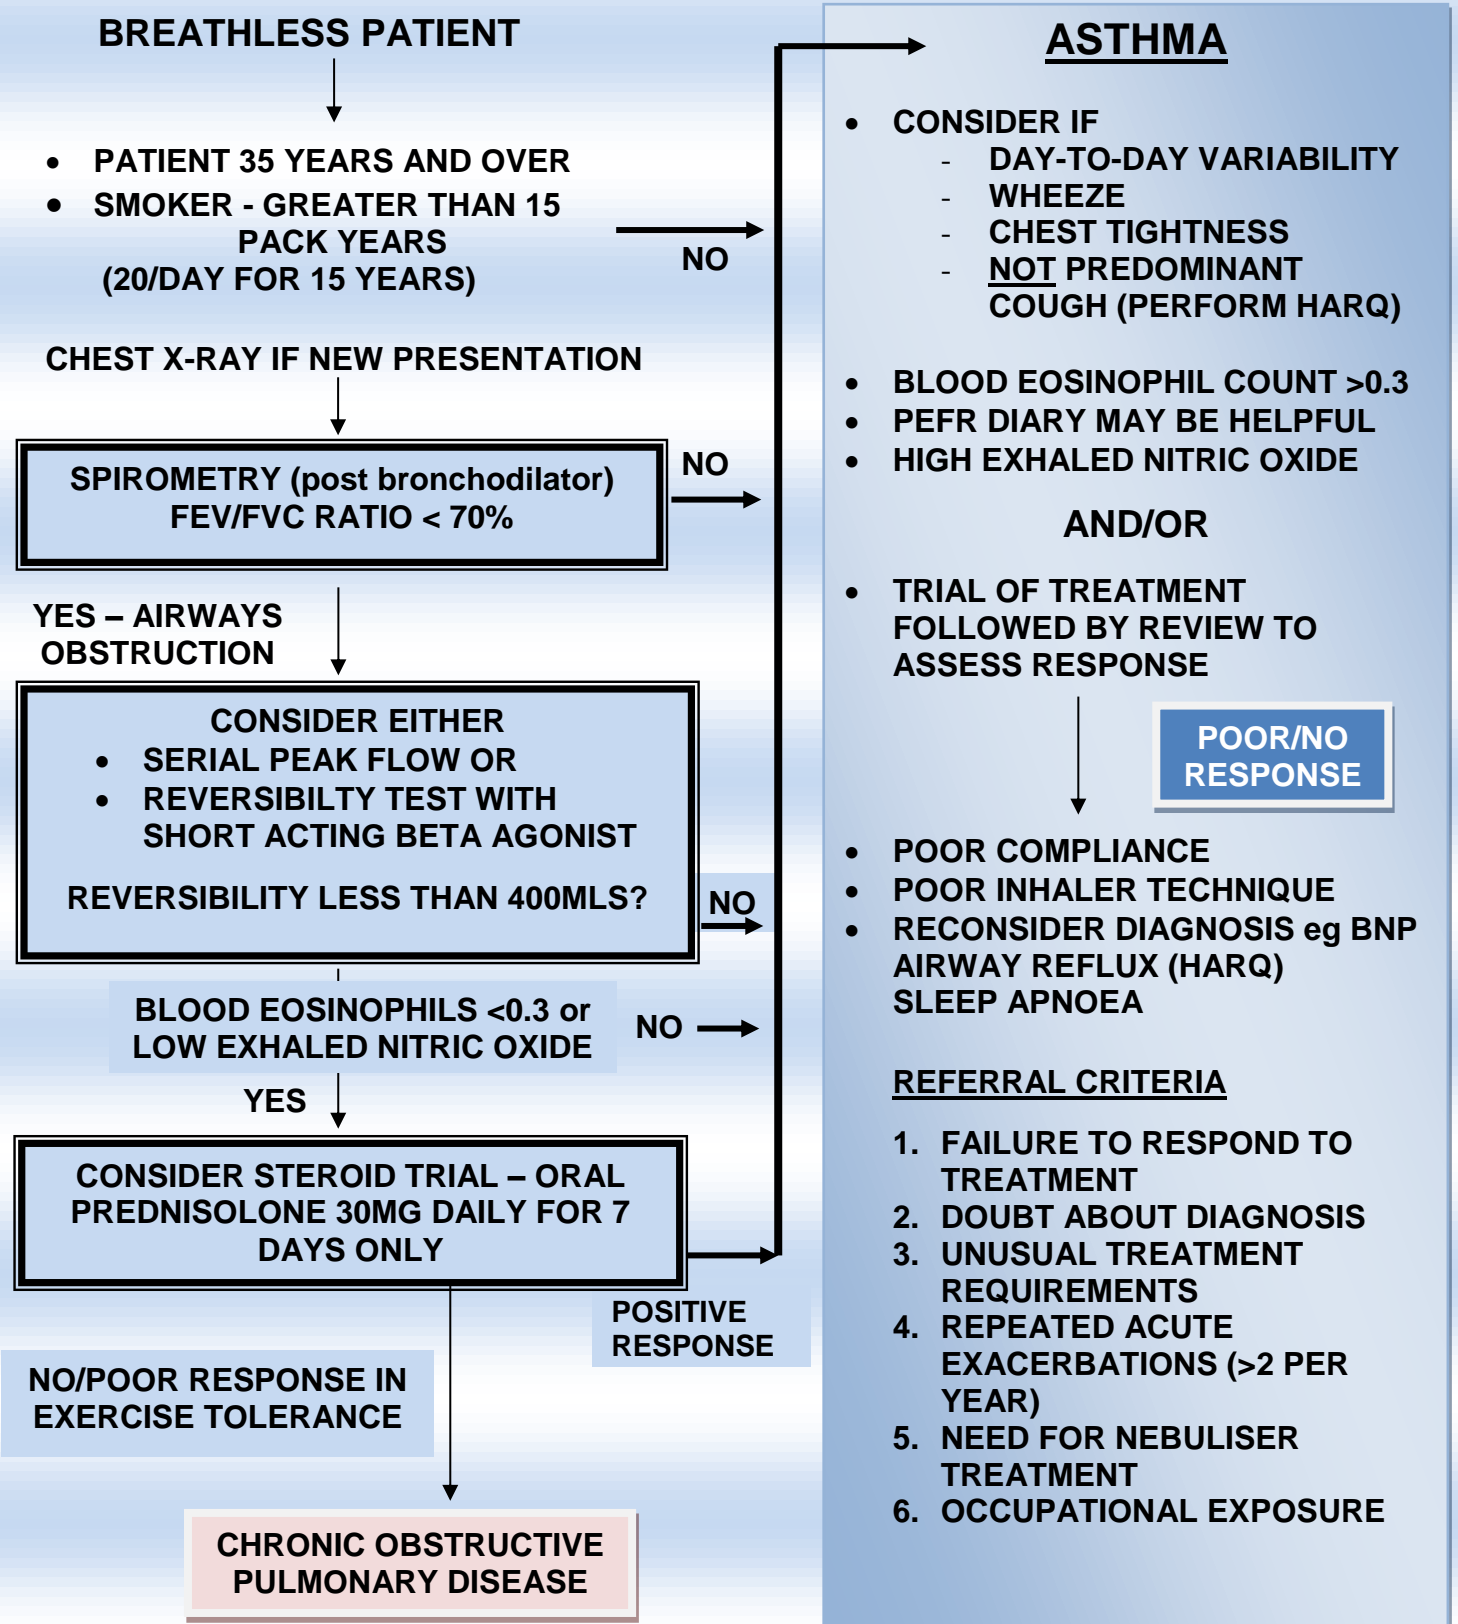 BREATHLESS PATIENT
• PATIENT 35 YEARS AND OVER
• SMOKER - GREATER THAN 15
PACK YEARS
(20/DAY FOR 15 YEARS)
NO
CHEST X-RAY IF NEW PRESENTATION
SPIROMETRY (post bronchodilator)
FEV/FVC RATIO < 70%
NO
YES – AIRWAYS
OBSTRUCTION
CONSIDER EITHER
• SERIAL PEAK FLOW OR
• REVERSIBILTY TEST WITH
SHORT ACTING BETA AGONIST
REVERSIBILITY LESS THAN 400MLS?
NO
BLOOD EOSINOPHILS <0.3 or
LOW EXHALED NITRIC OXIDE
NO
YES
CONSIDER STEROID TRIAL – ORAL
PREDNISOLONE 30MG DAILY FOR 7
DAYS ONLY
POSITIVE
RESPONSE
NO/POOR RESPONSE IN
EXERCISE TOLERANCE
CHRONIC OBSTRUCTIVE
PULMONARY DISEASE
ASTHMA
• CONSIDER IF
- DAY-TO-DAY VARIABILITY
- WHEEZE
- CHEST TIGHTNESS
- NOT PREDOMINANT
COUGH (PERFORM HARQ)
• BLOOD EOSINOPHIL COUNT >0.3
• PEFR DIARY MAY BE HELPFUL
• HIGH EXHALED NITRIC OXIDE
AND/OR
• TRIAL OF TREATMENT
FOLLOWED BY REVIEW TO
ASSESS RESPONSE
POOR/NO
RESPONSE
• POOR COMPLIANCE
• POOR INHALER TECHNIQUE
• RECONSIDER DIAGNOSIS eg BNP
AIRWAY REFLUX (HARQ)
SLEEP APNOEA
REFERRAL CRITERIA
1. FAILURE TO RESPOND TO
TREATMENT
2. DOUBT ABOUT DIAGNOSIS
3. UNUSUAL TREATMENT
REQUIREMENTS
4. REPEATED ACUTE
EXACERBATIONS (>2 PER
YEAR)
5. NEED FOR NEBULISER
TREATMENT
6. OCCUPATIONAL EXPOSURE